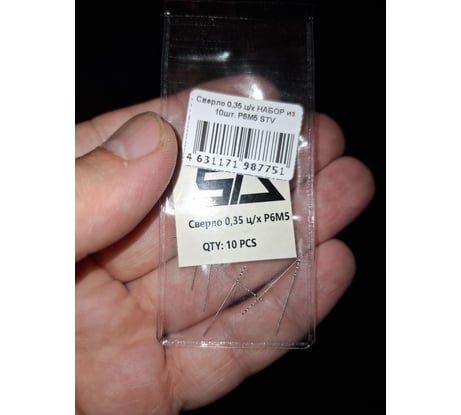 Сверло 0,35 ц/х НАБОР из
10шт. Р6М5 STV
4 631171 987751
Сверло 0,35 ц/х Р6М5
QTY: 10 PCS